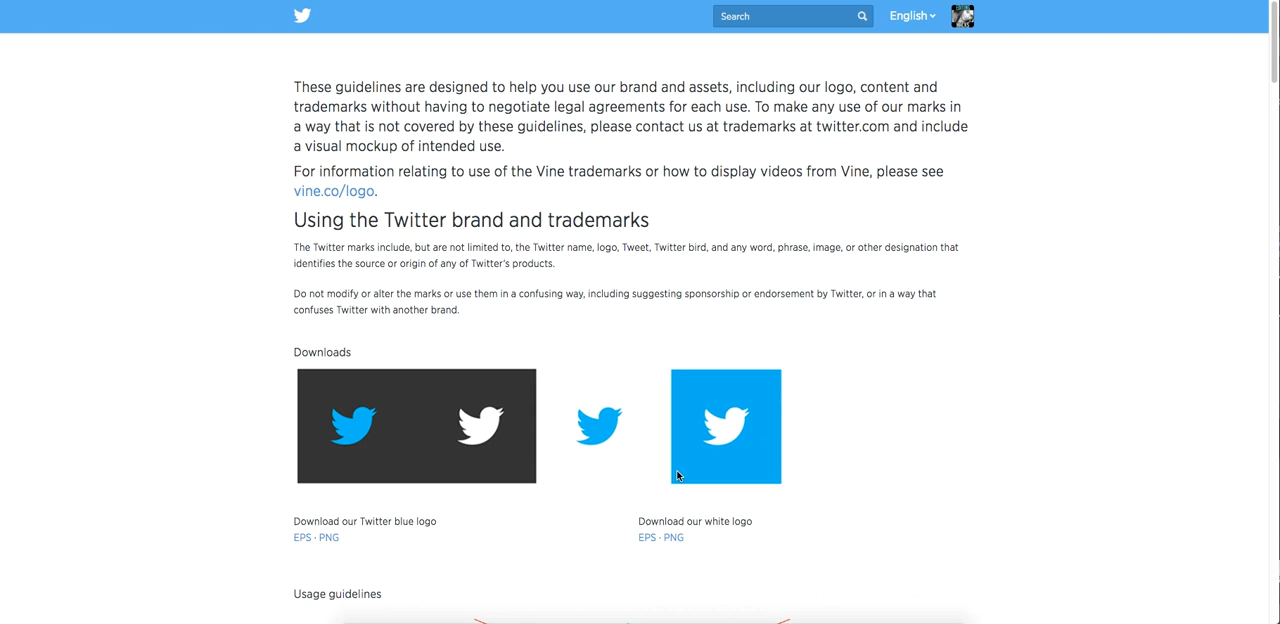 Search
English
These guidelines are designed to help you use our brand and assets, including our logo, content and
trademarks without having to negotiate legal agreements for each use. To make any use of our marks in
a way that is not covered by these guidelines, please contact us at trademarks at twitter.com and include
a visual mockup of intended use.
For information relating to use of the Vine trademarks or how to display videos from Vine, please see
vine.co/logo.
Using the Twitter brand and trademarks
The Twitter marks include, but are not limited to, the Twitter name, logo, Tweet, Twitter bird, and any word, phrase, image, or other designation that
identifies the source or origin of any of Twitter's products.
Do not modify or alter the marks or use them in a confusing way, including suggesting sponsorship or endorsement by Twitter, or in a way that
confuses Twitter with another brand.
Downloads
Download our Twitter blue logo
EPS · PNG
Download our white logo
EPS · PNG
Usage guidelines